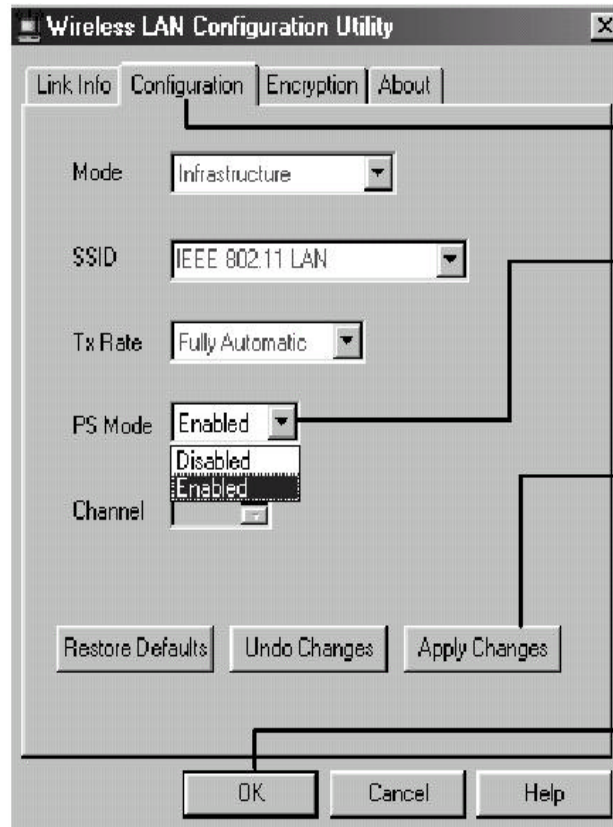 Wireless LAN Configuration Utility
Link Info Configuration Encryption About
Mode Infrastructure
SSID IEEE 802.11 LAN
Tx Rate Fully Automatic
PS Mode Enabled
Disabled
Enabled
Channel
Restore Defaults Undo Changes Apply Changes
OK Cancel Help